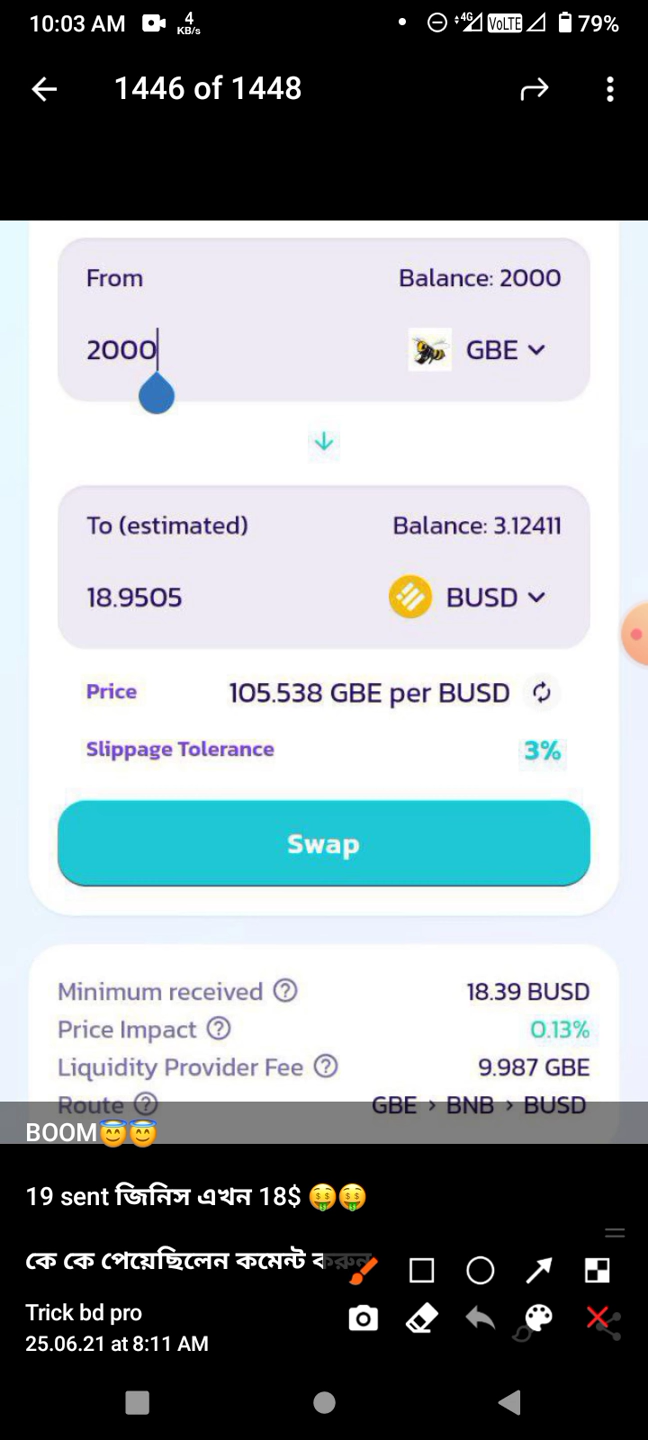 10:03 AM 4 KB/s 4G VoLTE 79%
1446 of 1448
From Balance: 2000
2000 GBE
To (estimated) Balance: 3.12411
18.9505 BUSD
Price 105.538 GBE per BUSD
Slippage Tolerance 3%
Swap
Minimum received 18.39 BUSD
Price Impact 0.13%
Liquidity Provider Fee 9.987 GBE
Route GBE > BNB > BUSD
BOOM😇😇
19 sent জিনিস এখন 18$ 🤑🤑
কে কে পেয়েছিলেন কমেন্ট করুন
Trick bd pro
25.06.21 at 8:11 AM